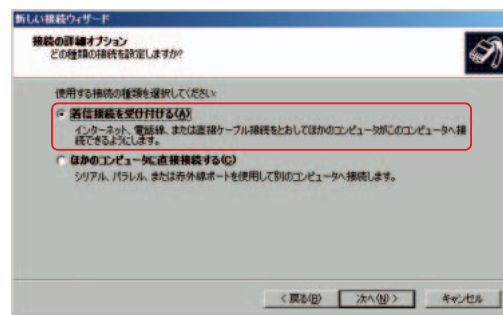 新しい接続ウィザード
接続の詳細オプション
どの種類の接続を設定しますか?
使用する接続の種類を選択してください:
着信接続を受け付ける(A)
インターネット、電話線、または直接ケーブル接続をとおしてほかのコンピュータがこのコンピュータへ接
続できるようにします。
ほかのコンピュータに直接接続する(C)
シリアル、パラレル、または赤外線ポートを使用して別のコンピュータへ接続します。
< 戻る(B) 次へ(N) > キャンセル